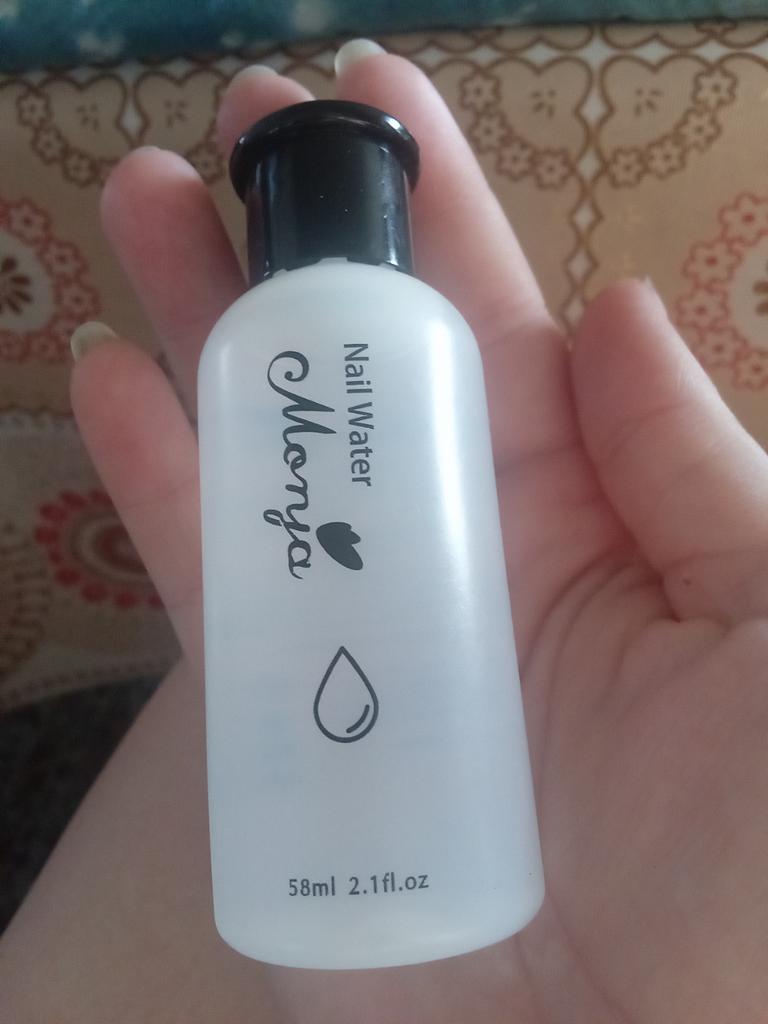 Nail Water
Monja
58ml 2.1fl.oz